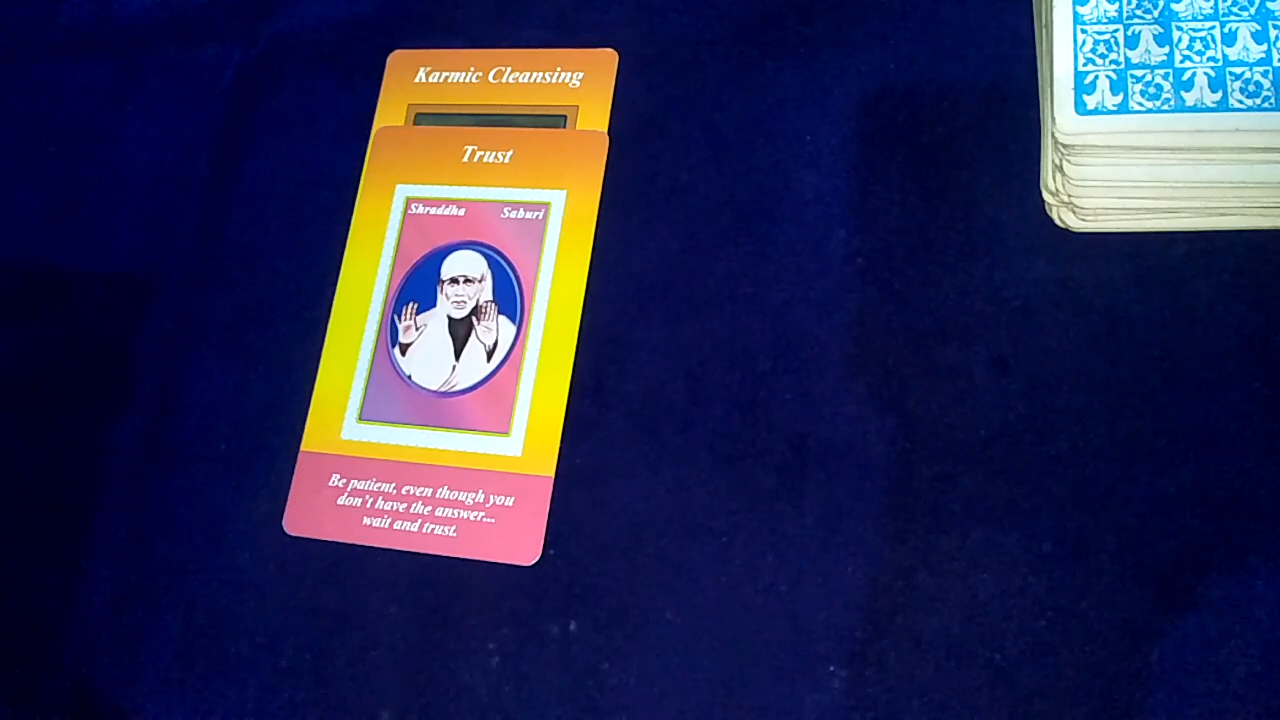 Karmic Cleansing
Trust
Shraddha Saburi
Be patient, even though you
don't have the answer...
wait and trust.